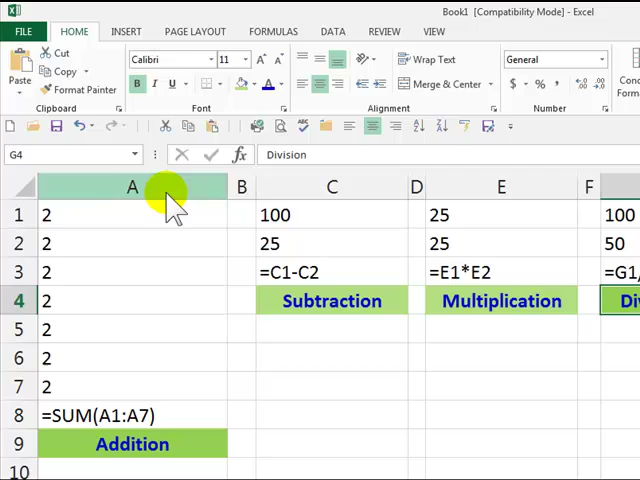 Book1 [Compatibility Mode] - Excel
FILE HOME INSERT PAGE LAYOUT FORMULAS DATA REVIEW VIEW
Cut Calibri 11 Wrap Text General
Copy
Paste Format Painter B I U Merge & Center $ % Cond
Clipboard Font Alignment Number
G4 fx Division
A B C D E F
1 2 100 25 100
2 2 25 25 50
3 2 =C1-C2 =E1*E2 =G1/
4 2 Subtraction Multiplication Divi
5 2
6 2
7 2
8 =SUM(A1:A7)
9 Addition
10